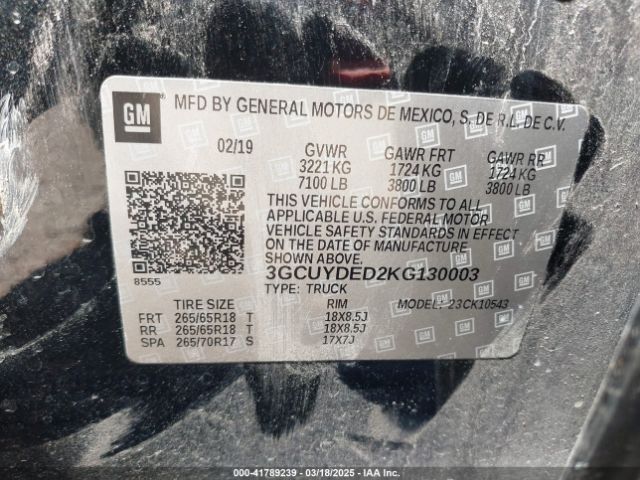 GM ® MFD BY GENERAL MOTORS DE MEXICO, S. DE R.L. DE C.V.
02/19 GVWR GAWR FRT GAWR RR
3221 KG 1724 KG 1724 KG
7100 LB 3800 LB 3800 LB
THIS VEHICLE CONFORMS TO ALL
APPLICABLE U.S. FEDERAL MOTOR
VEHICLE SAFETY STANDARDS IN EFFECT
ON THE DATE OF MANUFACTURE
SHOWN ABOVE.
8555 3GCUYDED2KG130003
TYPE: TRUCK MODEL: 23CK10543
TIRE SIZE RIM
FRT 265/65R18 T 18X8.5J
RR 265/65R18 T 18X8.5J
SPA 265/70R17 S 17X7J
000-41789239 - 03/18/2025 - IAA Inc.